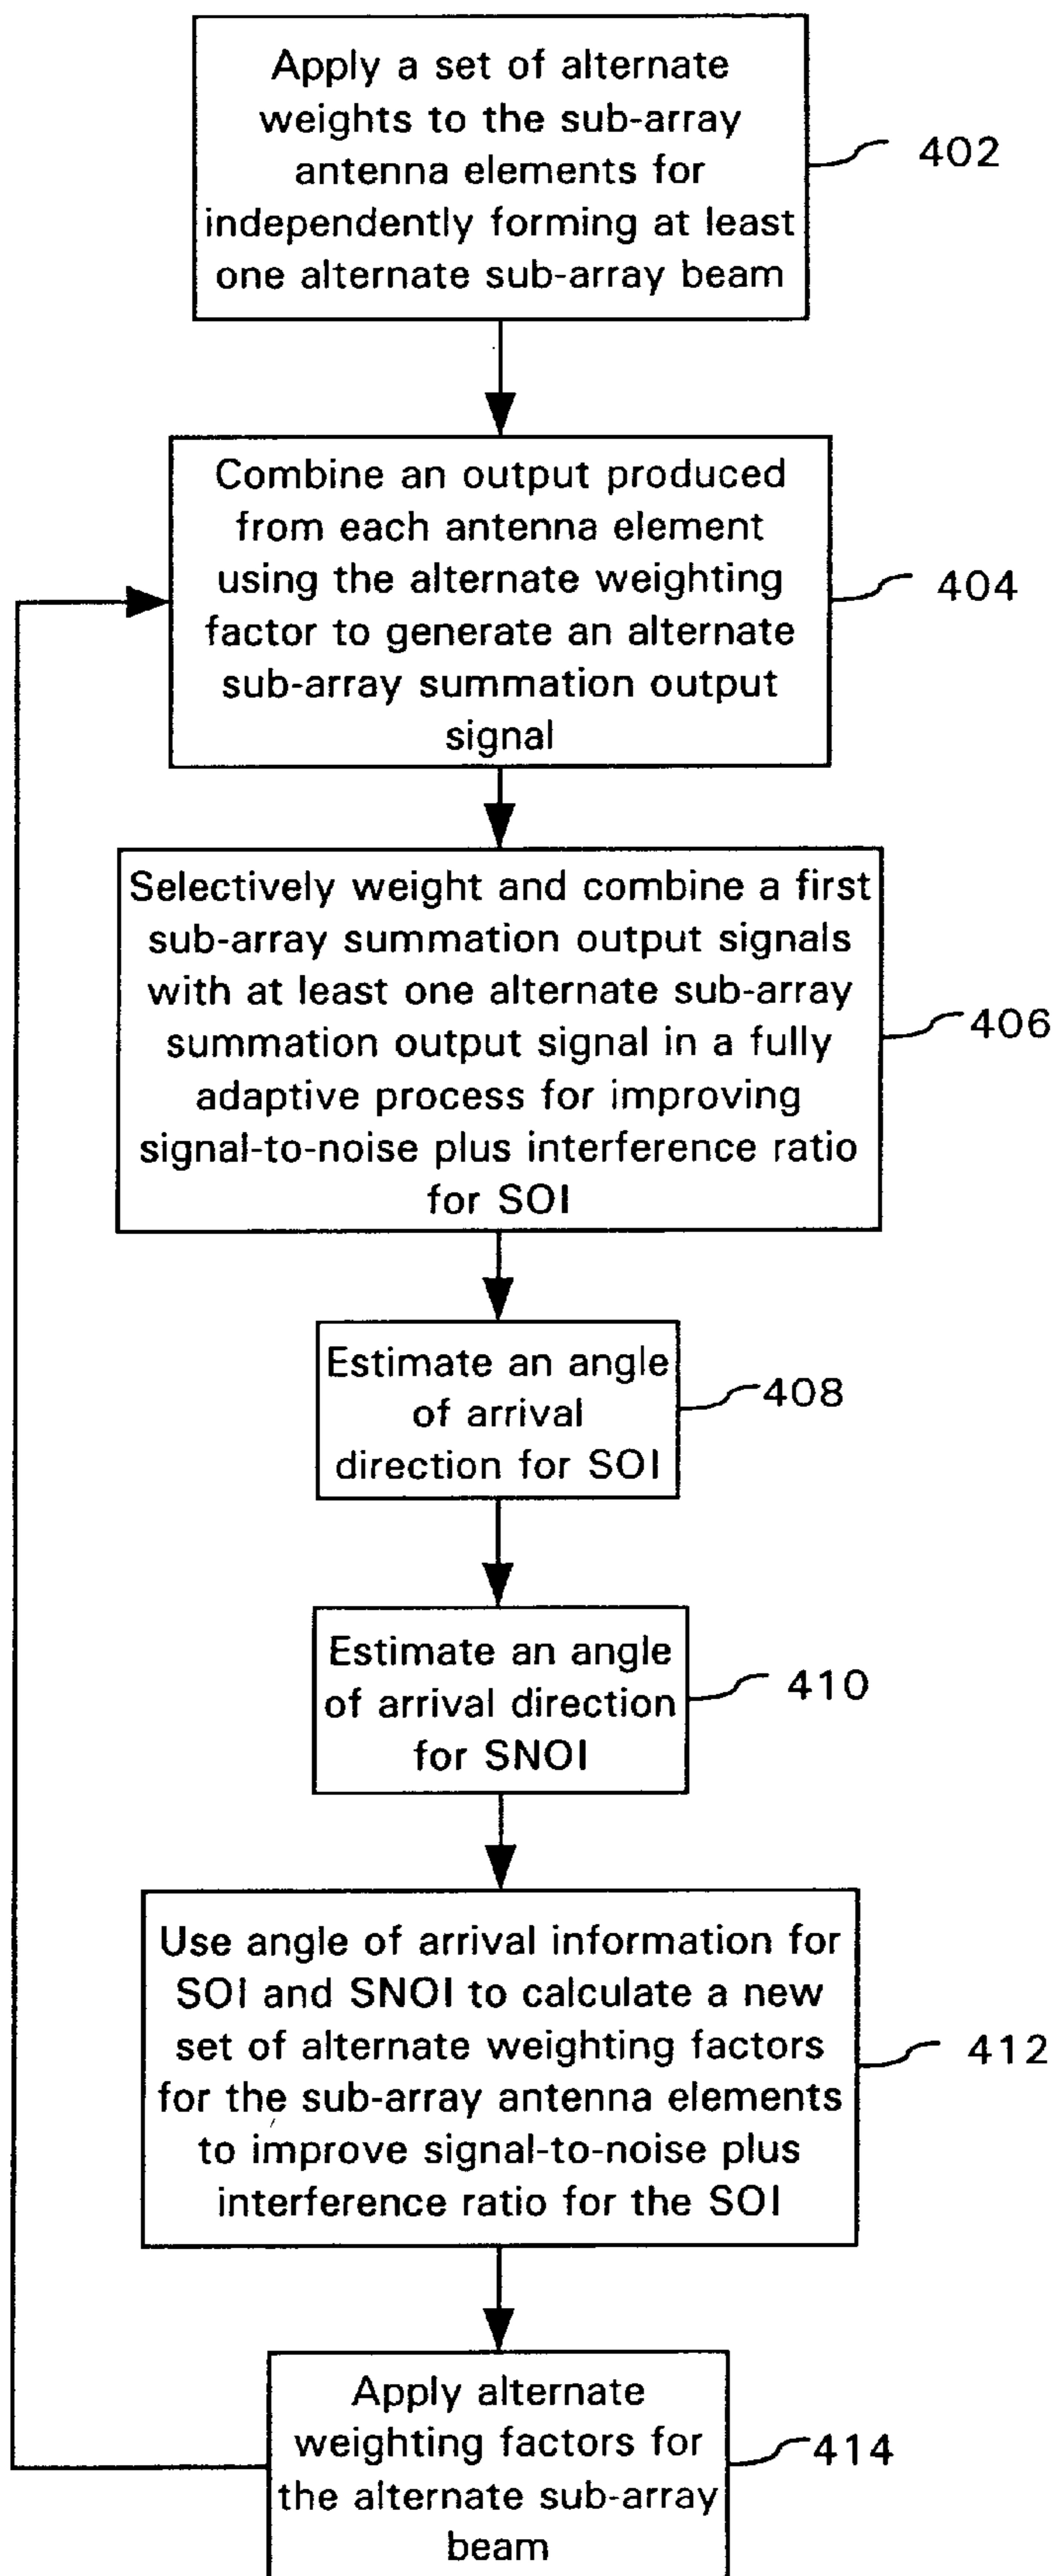 Apply a set of alternate
weights to the sub-array
antenna elements for
independently forming at least
one alternate sub-array beam
402
Combine an output produced
from each antenna element
using the alternate weighting
factor to generate an alternate
sub-array summation output
signal
404
Selectively weight and combine a first
sub-array summation output signals
with at least one alternate sub-array
summation output signal in a fully
adaptive process for improving
signal-to-noise plus interference ratio
for SOI
406
Estimate an angle
of arrival
direction for SOI
408
Estimate an angle
of arrival direction
for SNOI
410
Use angle of arrival information for
SOI and SNOI to calculate a new
set of alternate weighting factors
for the sub-array antenna elements
to improve signal-to-noise plus
interference ratio for the SOI
412
Apply alternate
weighting factors for
the alternate sub-array
beam
414